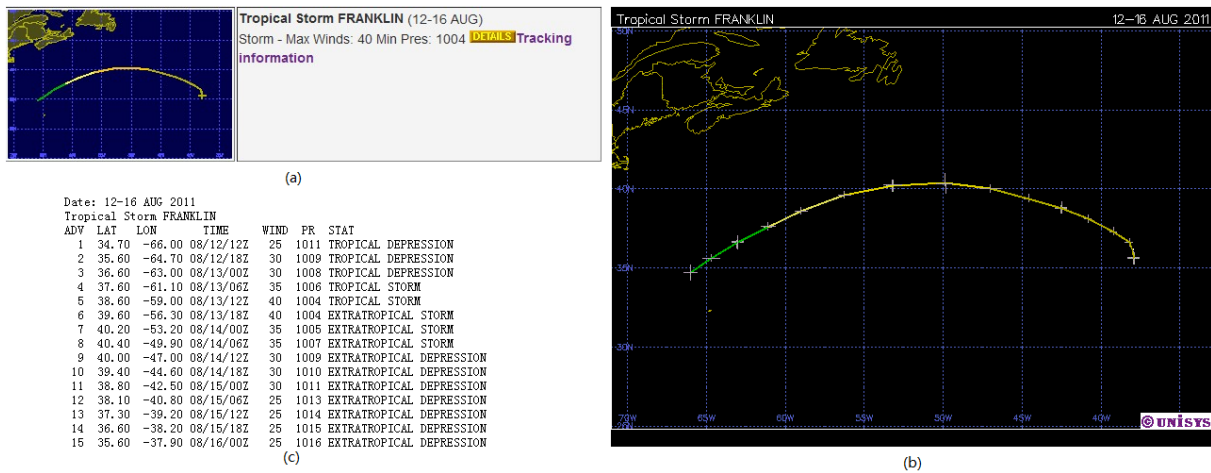 Tropical Storm FRANKLIN (12-16 AUG)
Storm - Max Winds: 40 Min Pres: 1004 DETAILS Tracking
information
(a)
Date: 12-16 AUG 2011
Tropical Storm FRANKLIN
ADV LAT LON TIME WIND PR STAT
1 34.70 -66.00 08/12/12Z 25 1011 TROPICAL DEPRESSION
2 35.60 -64.70 08/12/18Z 30 1009 TROPICAL DEPRESSION
3 36.60 -63.00 08/13/00Z 30 1008 TROPICAL DEPRESSION
4 37.60 -61.10 08/13/06Z 35 1006 TROPICAL STORM
5 38.60 -59.00 08/13/12Z 40 1004 TROPICAL STORM
6 39.60 -56.30 08/13/18Z 40 1004 EXTRATROPICAL STORM
7 40.20 -53.20 08/14/00Z 35 1005 EXTRATROPICAL STORM
8 40.40 -49.90 08/14/06Z 35 1007 EXTRATROPICAL STORM
9 40.00 -47.00 08/14/12Z 30 1009 EXTRATROPICAL DEPRESSION
10 39.40 -44.60 08/14/18Z 30 1010 EXTRATROPICAL DEPRESSION
11 38.80 -42.50 08/15/00Z 30 1011 EXTRATROPICAL DEPRESSION
12 38.10 -40.80 08/15/06Z 25 1013 EXTRATROPICAL DEPRESSION
13 37.30 -39.20 08/15/12Z 25 1014 EXTRATROPICAL DEPRESSION
14 36.60 -38.20 08/15/18Z 25 1015 EXTRATROPICAL DEPRESSION
15 35.60 -37.90 08/16/00Z 25 1016 EXTRATROPICAL DEPRESSION
(c)
Tropical Storm FRANKLIN 12-16 AUG 2011
50N
45N
40N
35N
30N
70W 65W 60W 55W 50W 45W 40W
25N
© UNISYS
(b)